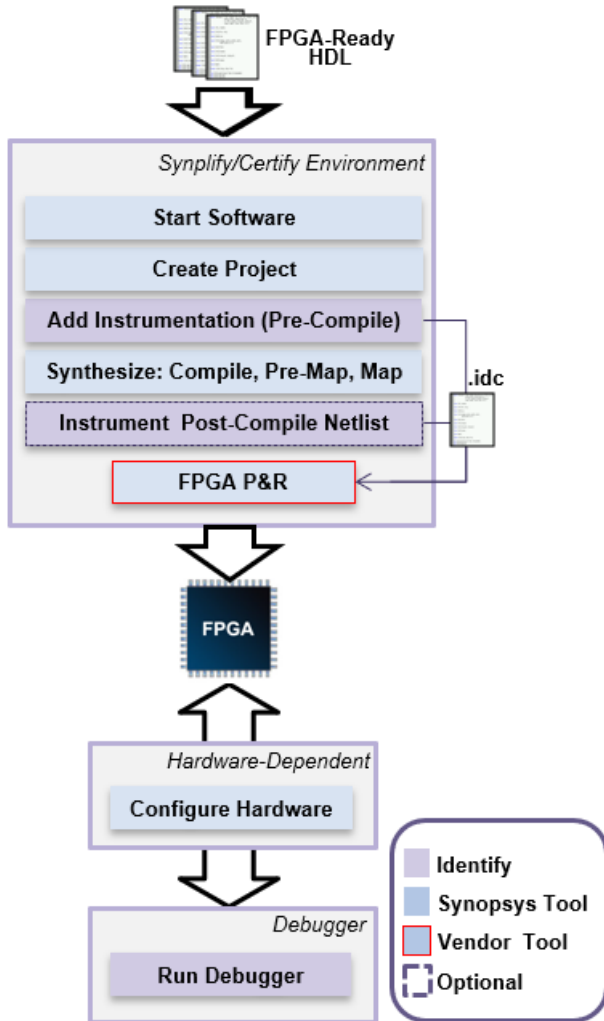 FPGA-Ready
HDL
Synplify/Certify Environment
Start Software
Create Project
Add Instrumentation (Pre-Compile)
Synthesize: Compile, Pre-Map, Map
.idc
Instrument Post-Compile Netlist
FPGA P&R
FPGA
Hardware-Dependent
Configure Hardware
Debugger
Run Debugger
Identify
Synopsys Tool
Vendor Tool
Optional